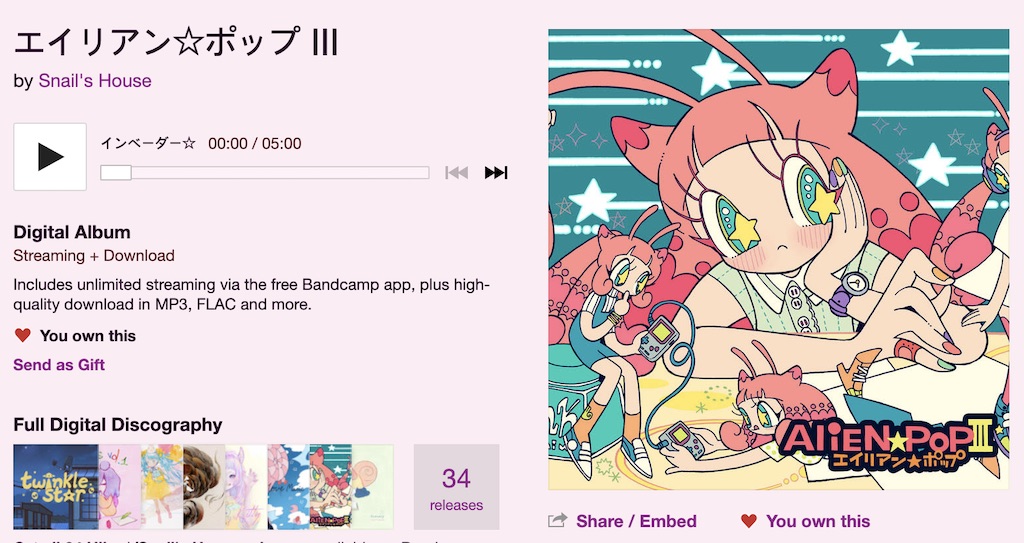 エイリアン☆ポップ III
by Snail's House
インベーダー☆ 00:00 / 05:00
Digital Album
Streaming + Download
Includes unlimited streaming via the free Bandcamp app, plus high-
quality download in MP3, FLAC and more.
You own this
Send as Gift
Full Digital Discography
twinkle
star
vol.1
34
releases
ALiEN★PoP III
エイリアン★ポップ
Share / Embed
You own this